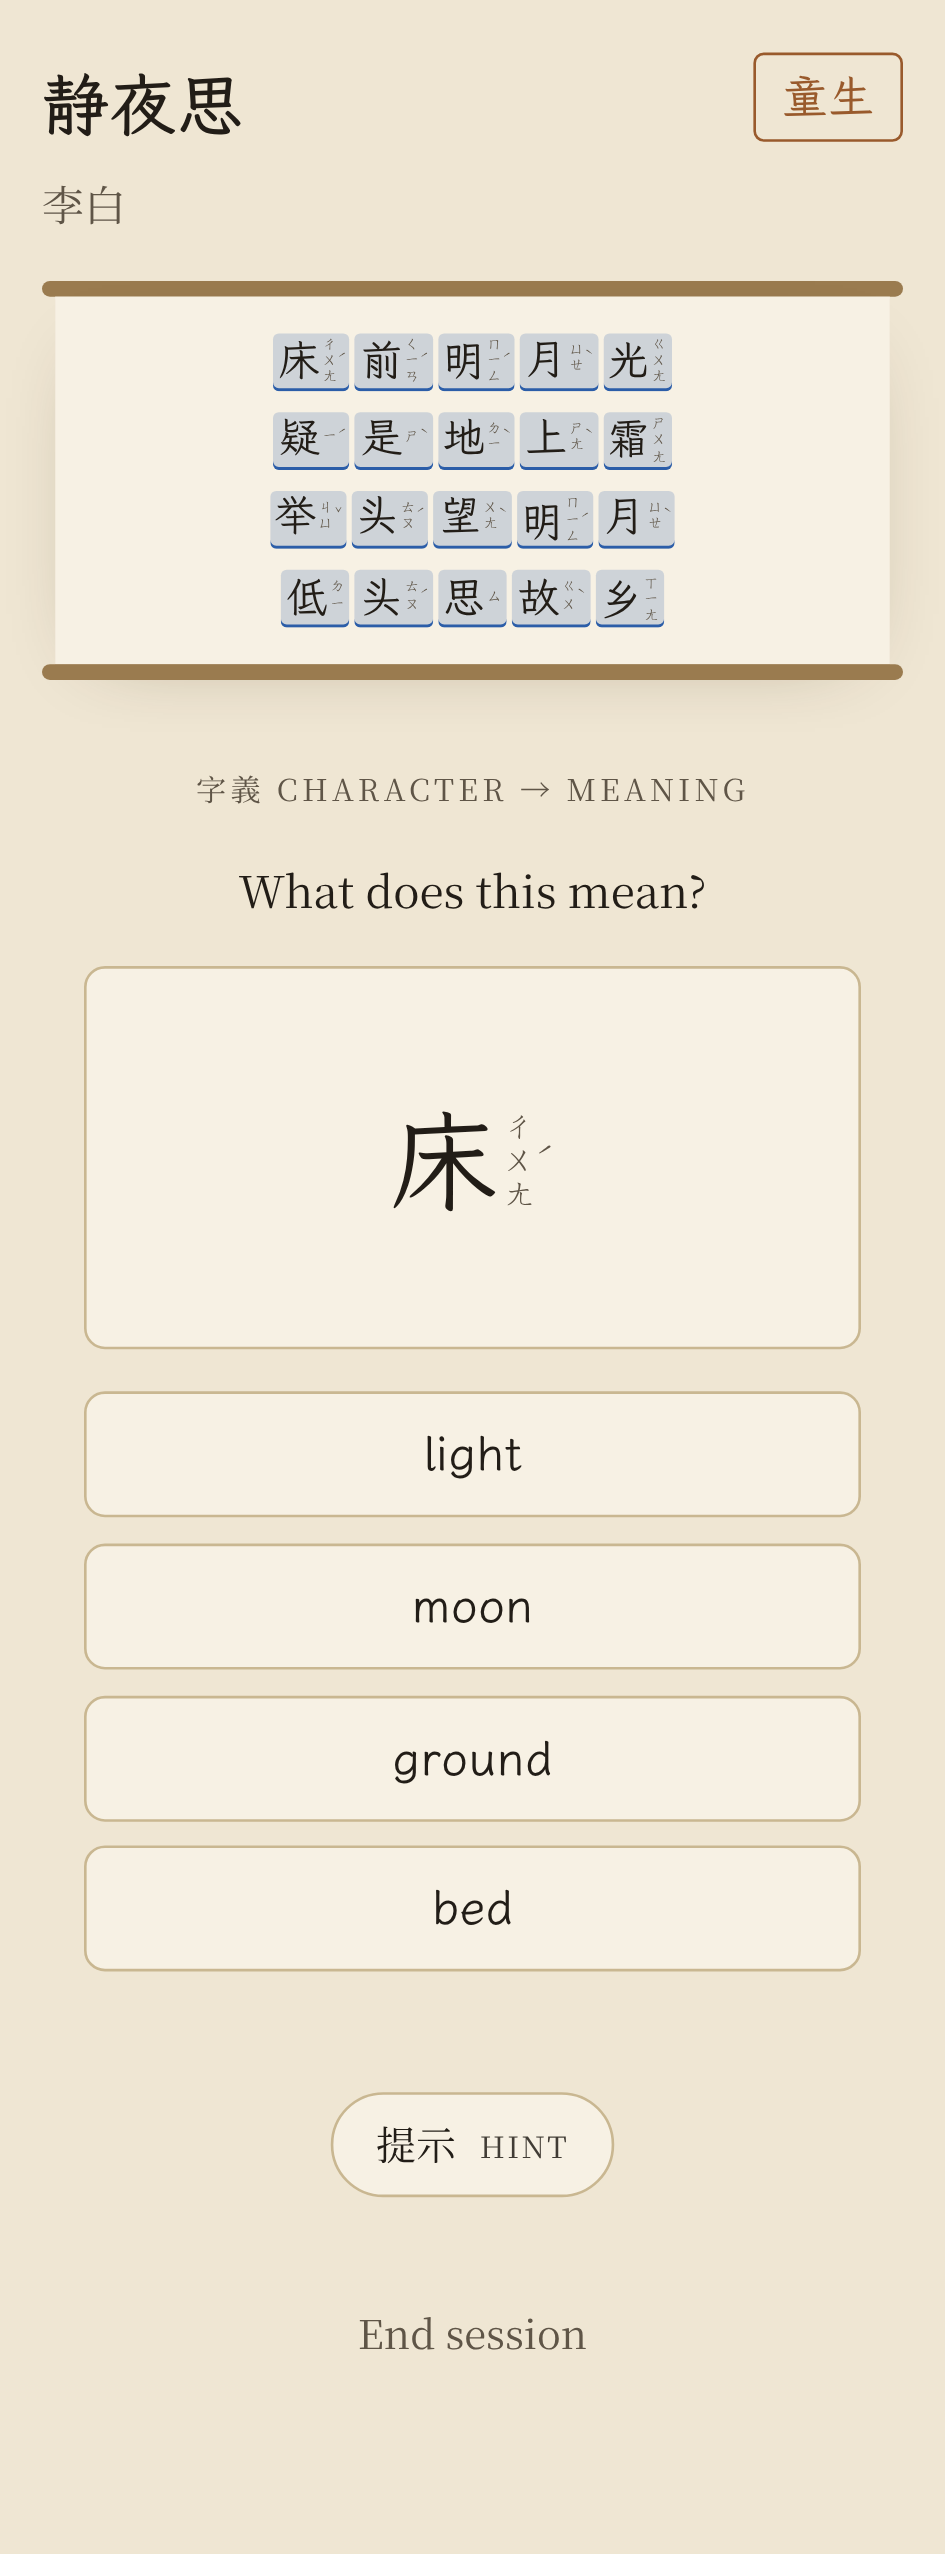 静夜思
童生
李白
床ㄔㄨㄤˊ 前ㄑㄧㄢˊ 明ㄇㄧㄥˊ 月ㄩㄝˋ 光ㄍㄨㄤ
疑ㄧˊ 是ㄕˋ 地ㄉㄧˋ 上ㄕㄤˋ 霜ㄕㄨㄤ
举ㄐㄩˇ 头ㄊㄡˊ 望ㄨㄤˋ 明ㄇㄧㄥˊ 月ㄩㄝˋ
低ㄉㄧ 头ㄊㄡˊ 思ㄙ 故ㄍㄨˋ 乡ㄒㄧㄤ
字義 CHARACTER → MEANING
What does this mean?
床ㄔㄨㄤˊ
light
moon
ground
bed
提示 HINT
End session